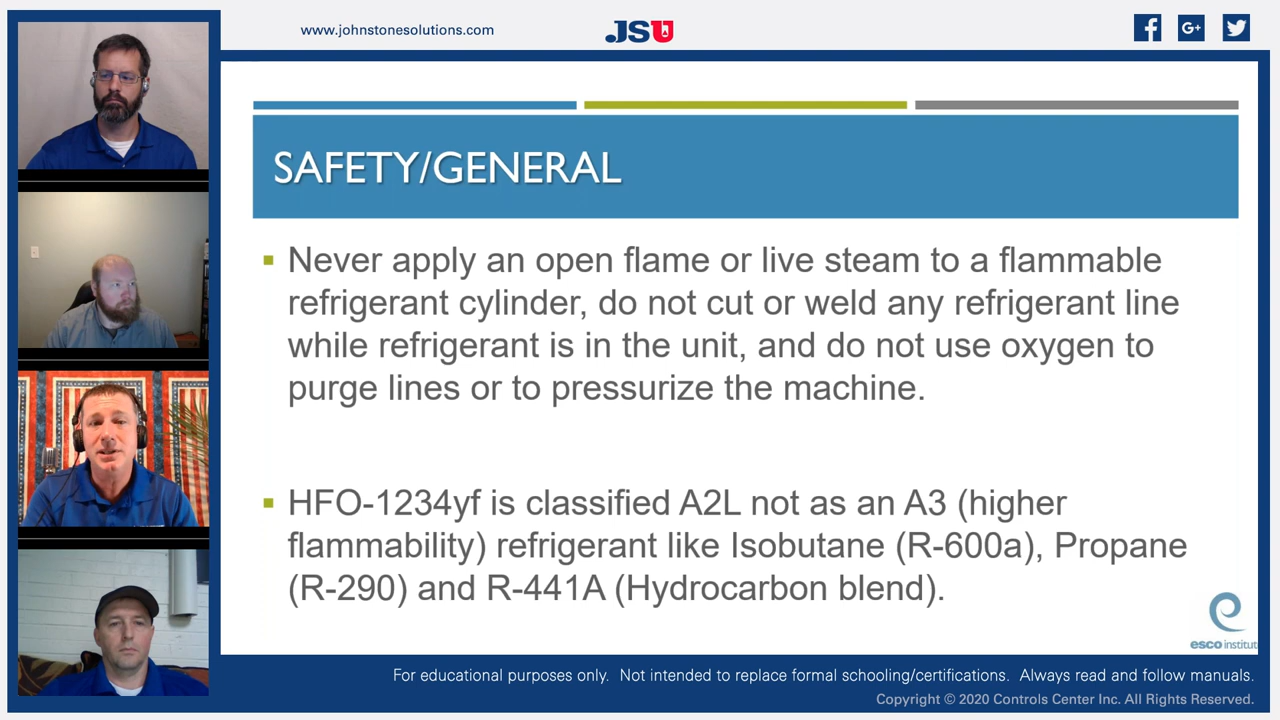 www.johnstonesolutions.com
JSU
SAFETY/GENERAL
Never apply an open flame or live steam to a flammable
refrigerant cylinder, do not cut or weld any refrigerant line
while refrigerant is in the unit, and do not use oxygen to
purge lines or to pressurize the machine.
HFO-1234yf is classified A2L not as an A3 (higher
flammability) refrigerant like Isobutane (R-600a), Propane
(R-290) and R-441A (Hydrocarbon blend).
esco institut
For educational purposes only. Not intended to replace formal schooling/certifications. Always read and follow manuals.
Copyright © 2020 Controls Center Inc. All Rights Reserved.